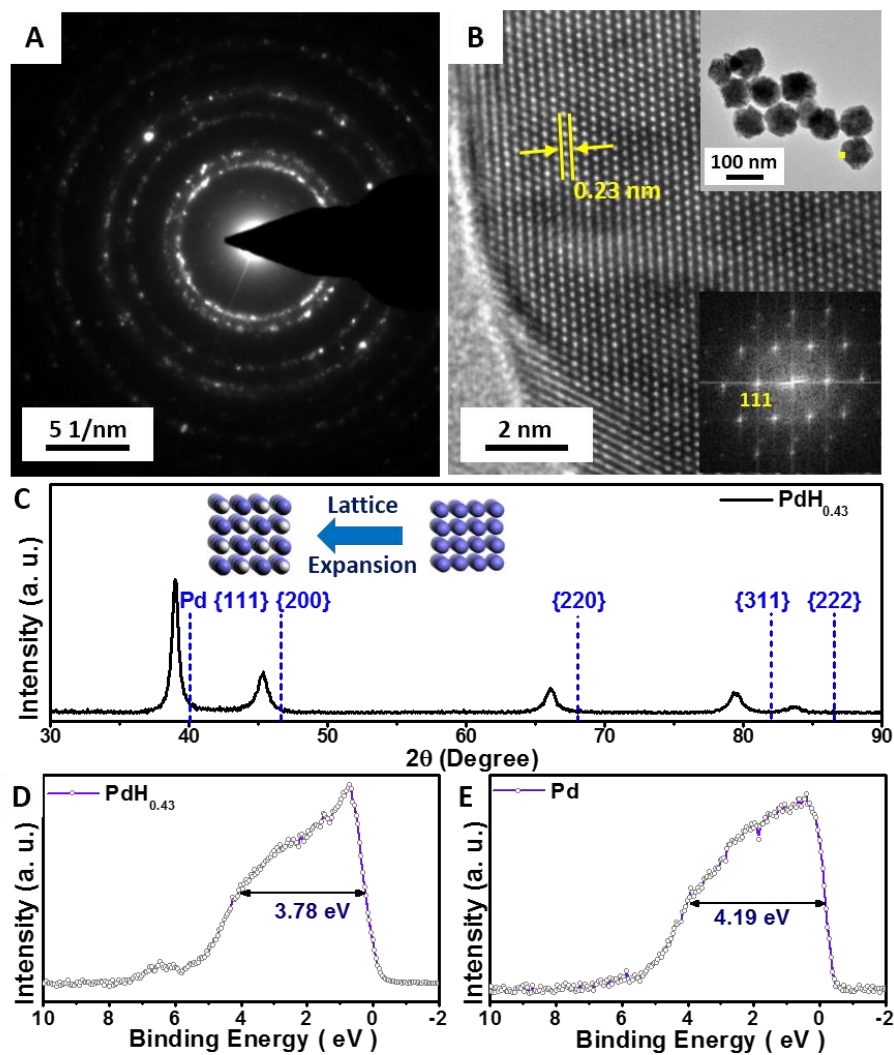 A
5 1/nm
B
0.23 nm
100 nm
2 nm
111
C
PdH0.43
Lattice
Expansion
Pd {111} {200} {220} {311} {222}
Intensity (a. u.)
30 40 50 60 70 80 90
2θ (Degree)
D
PdH0.43
3.78 eV
Intensity (a. u.)
10 8 6 4 2 0 -2
Binding Energy ( eV)
E
Pd
4.19 eV
Intensity (a. u.)
10 8 6 4 2 0 -2
Binding Energy ( eV)